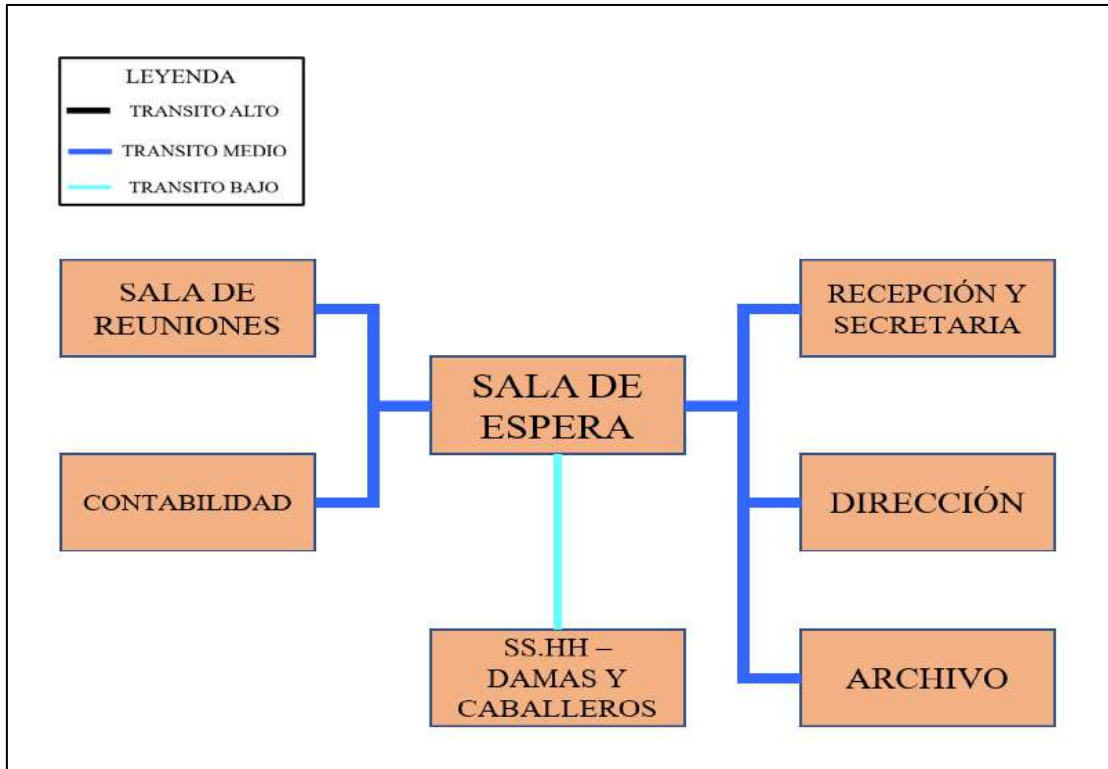 LEYENDA
TRANSITO ALTO
TRANSITO MEDIO
TRANSITO BAJO
SALA DE
REUNIONES
RECEPCIÓN Y
SECRETARIA
SALA DE
ESPERA
CONTABILIDAD
DIRECCIÓN
SS.HH –
DAMAS Y
CABALLEROS
ARCHIVO